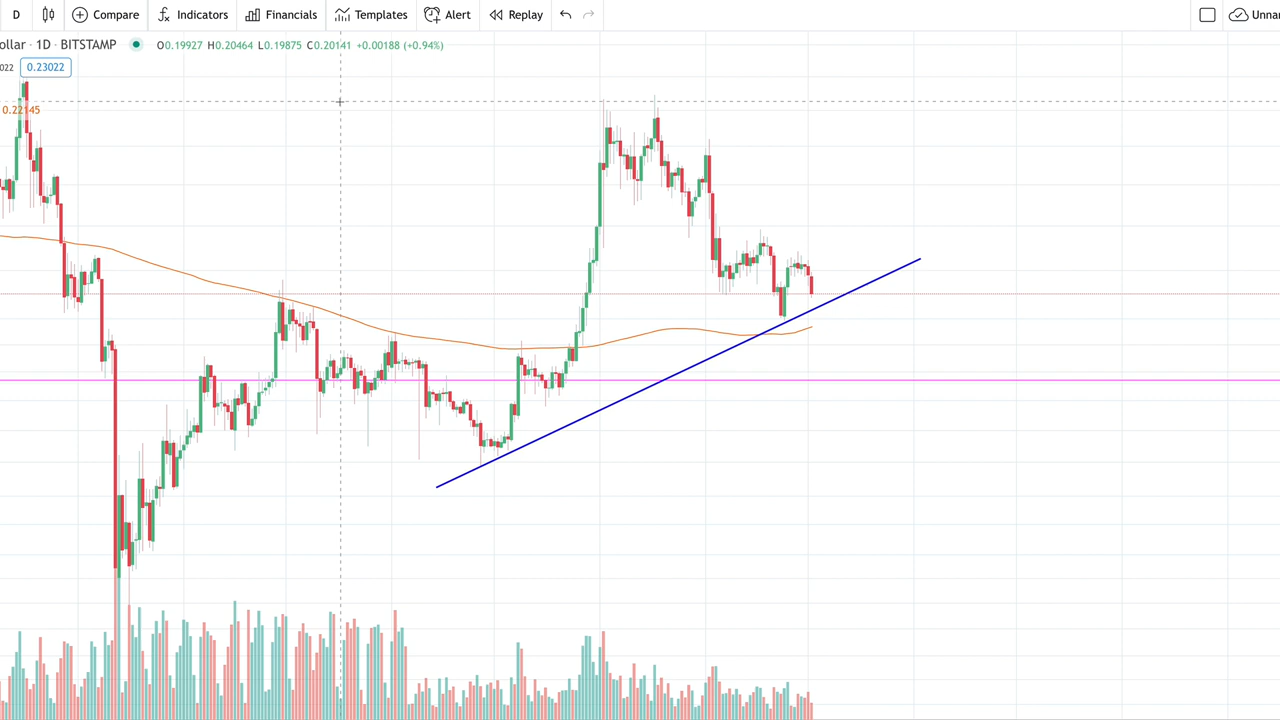 D Compare Indicators Financials Templates Alert Replay Unnar
ollar · 1D · BITSTAMP O0.19927 H0.20464 L0.19875 C0.20141 +0.00188 (+0.94%)
022 0.23022
0.22145